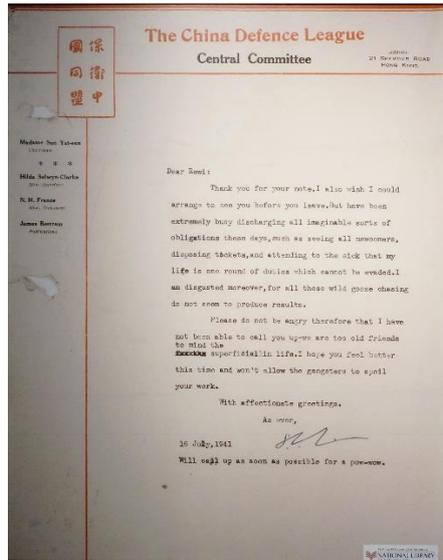 保衛中
國同盟
The China Defence League
Central Committee
21 Seymour Road
Hong Kong
Madame Sun Yat-sen
Chairman
* * *
Hilda Selwyn-Clarke
Hon. Secretary
N. H. France
Hon. Treasurer
James Bertram
Dear Rewi:
Thank you for your note.I also wish I could
arrange to see you before you leave.But have been
extremely busy discharging all imaginable sorts of
obligations these days,such as seeing all newcomers,
disposing tickets,and attending to the sick that my
life is one round of duties which cannot be evaded.I
am disgusted moreover,for all these wild goose chasing
do not seem to produce results.
Please do not be angry therefore that I have
not been able to call you up-we are too old friends
to mind the
superficiallin life.I hope you feel better
this time and won't allow the gangsters to spoil
your work.
With affectionate greetings.
As ever,
16 July,1941
Will call up as soon as possible for a pow-wow.
NATIONAL LIBRARY